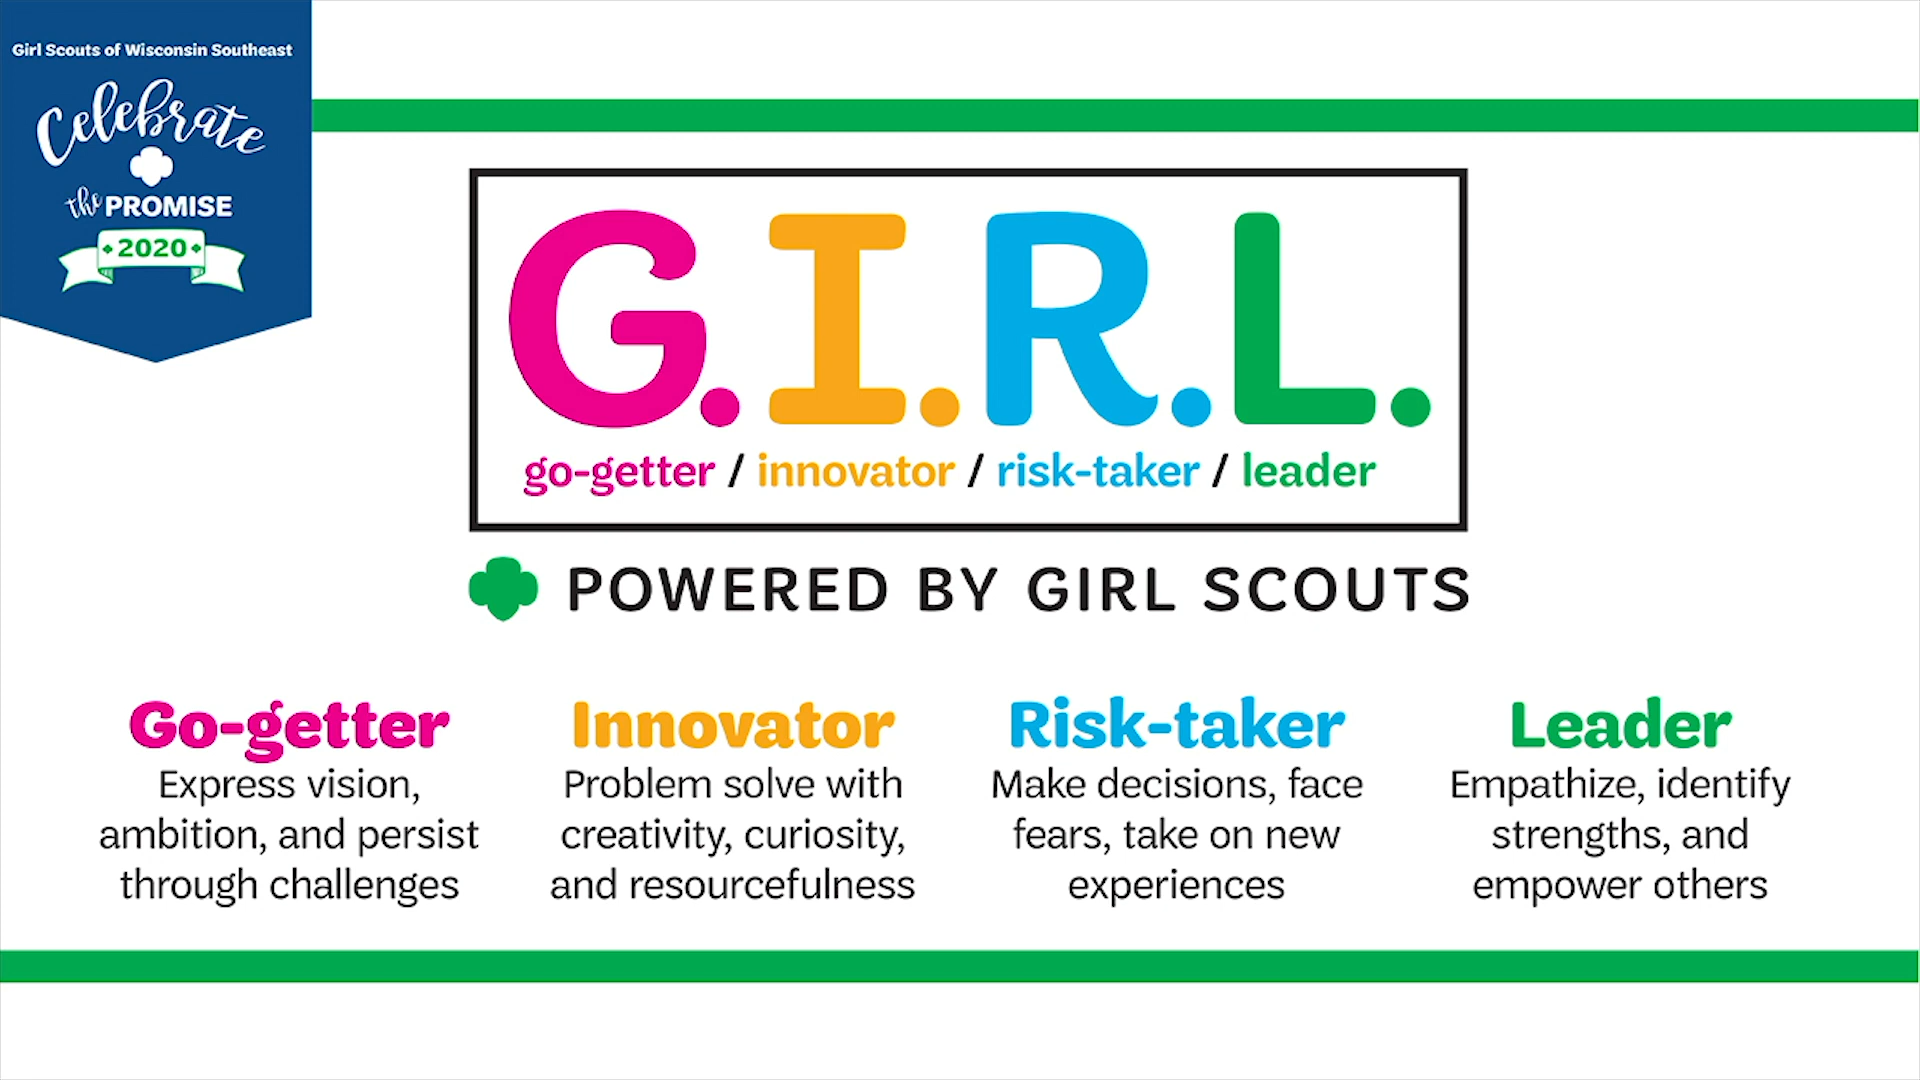 Girl Scouts of Wisconsin Southeast
Celebrate
the PROMISE
2020
G.I.R.L.
go-getter / innovator / risk-taker / leader
POWERED BY GIRL SCOUTS
Go-getter
Express vision,
ambition, and persist
through challenges
Innovator
Problem solve with
creativity, curiosity,
and resourcefulness
Risk-taker
Make decisions, face
fears, take on new
experiences
Leader
Empathize, identify
strengths, and
empower others